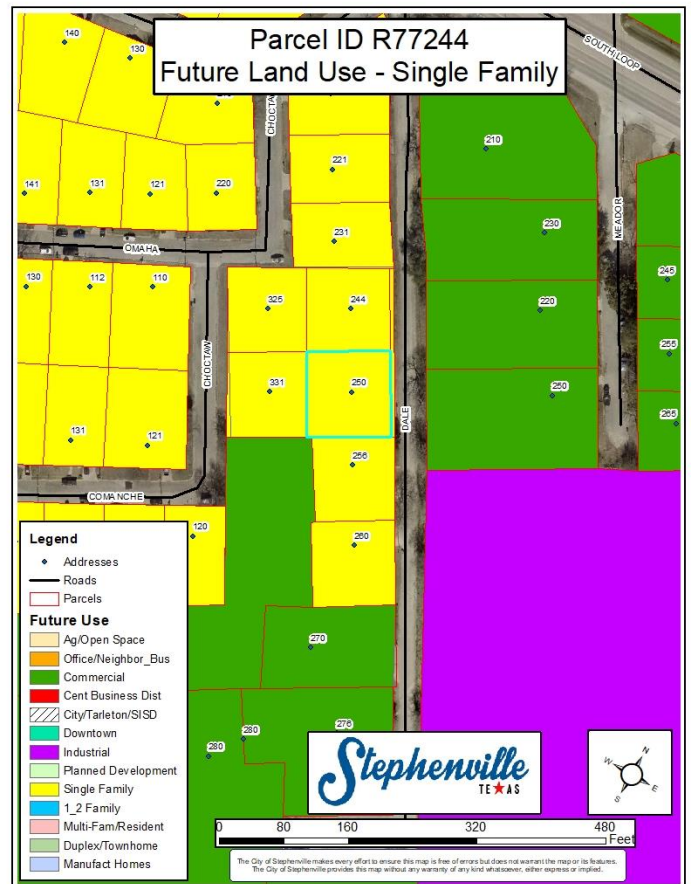 Parcel ID R77244
Future Land Use - Single Family
140
130
SOUTH LOOP
CHOCTAW
210
221
141
131
121
220
231
230
MEADOR
OMAHA
130
112
110
325
244
220
245
255
CHOCTAW
331
250
250
265
DALE
131
121
256
COMANCHE
120
260
270
280
280
276
Legend
Addresses
Roads
Parcels
Future Use
Ag/Open Space
Office/Neighbor_Bus
Commercial
Cent Business Dist
City/Tarleton/SISD
Downtown
Industrial
Planned Development
Single Family
1_2 Family
Multi-Fam/Resident
Duplex/Townhome
Manufact Homes
Stephenville
TEXAS
N
W
E
S
0 80 160 320 480
Feet
The City of Stephenville makes every effort to ensure this map is free of errors but does not warrant the map or its features.
The City of Stephenville provides this map without any warranty of any kind whatsoever, either express or implied.